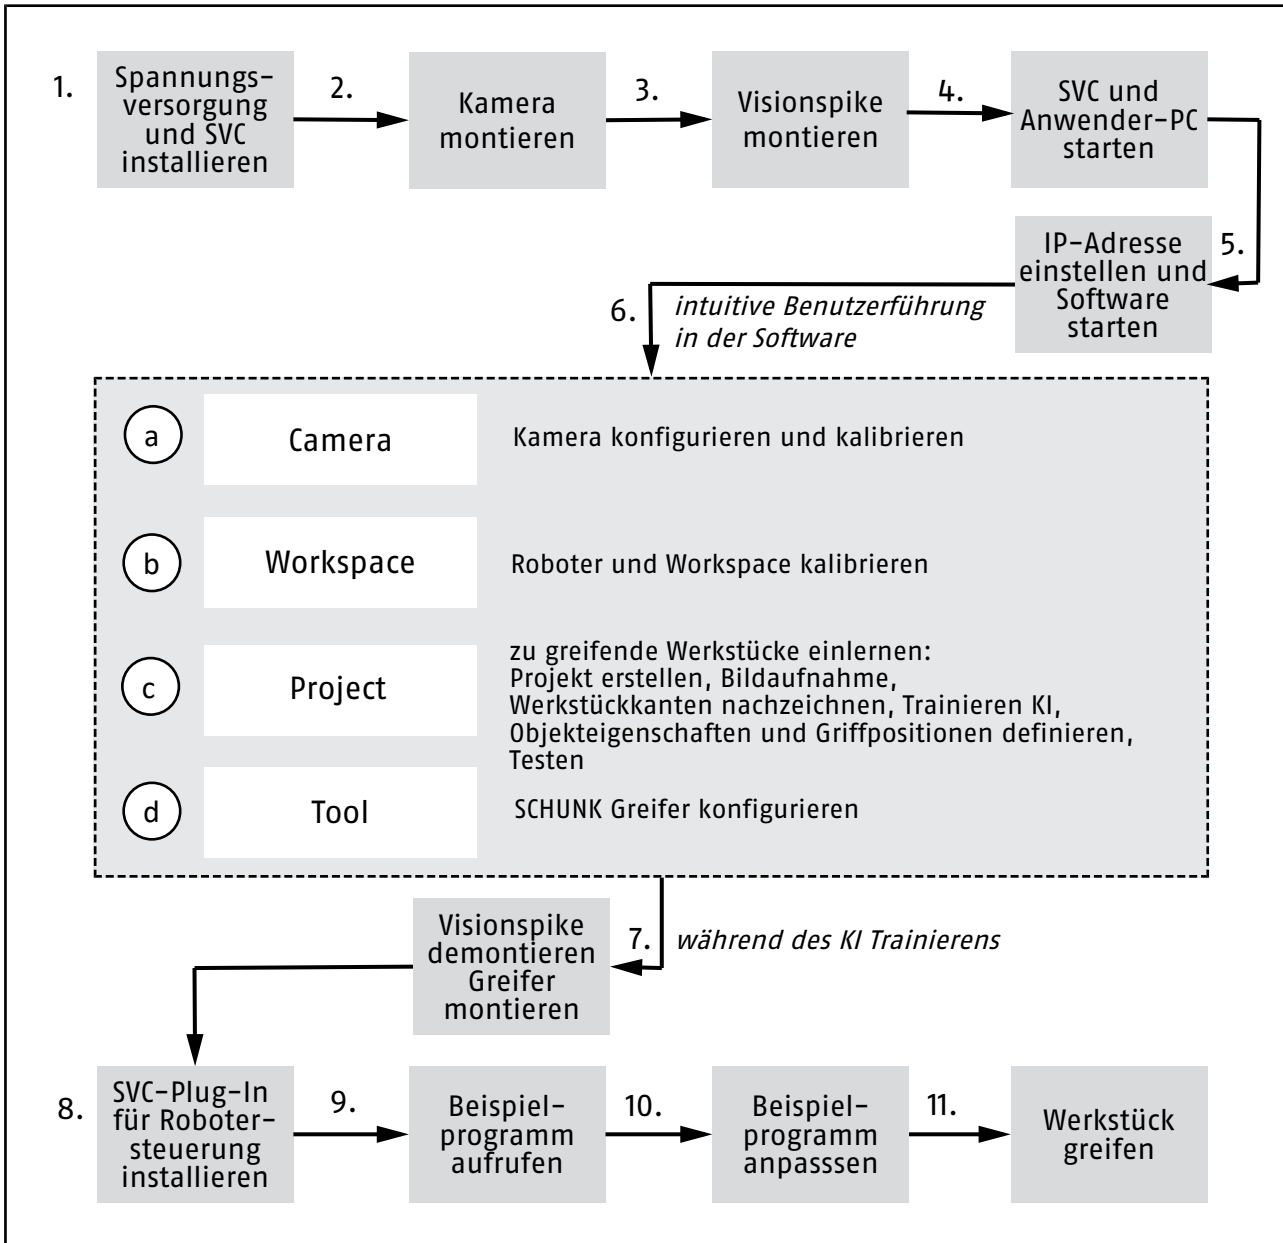 1.
Spannungs-
versorgung
und SVC
installieren
2.
Kamera
montieren
3.
Visionspike
montieren
4.
SVC und
Anwender-PC
starten
5.
IP-Adresse
einstellen und
Software
starten
6.
intuitive Benutzerführung
in der Software
a
Camera
Kamera konfigurieren und kalibrieren
b
Workspace
Roboter und Workspace kalibrieren
c
Project
zu greifende Werkstücke einlernen:
Projekt erstellen, Bildaufnahme,
Werkstückkanten nachzeichnen, Trainieren KI,
Objekteigenschaften und Griffpositionen definieren,
Testen
d
Tool
SCHUNK Greifer konfigurieren
7.
während des KI Trainierens
Visionspike
demontieren
Greifer
montieren
8.
SVC-Plug-In
für Roboter-
steuerung
installieren
9.
Beispiel-
programm
aufrufen
10.
Beispiel-
programm
anpasssen
11.
Werkstück
greifen